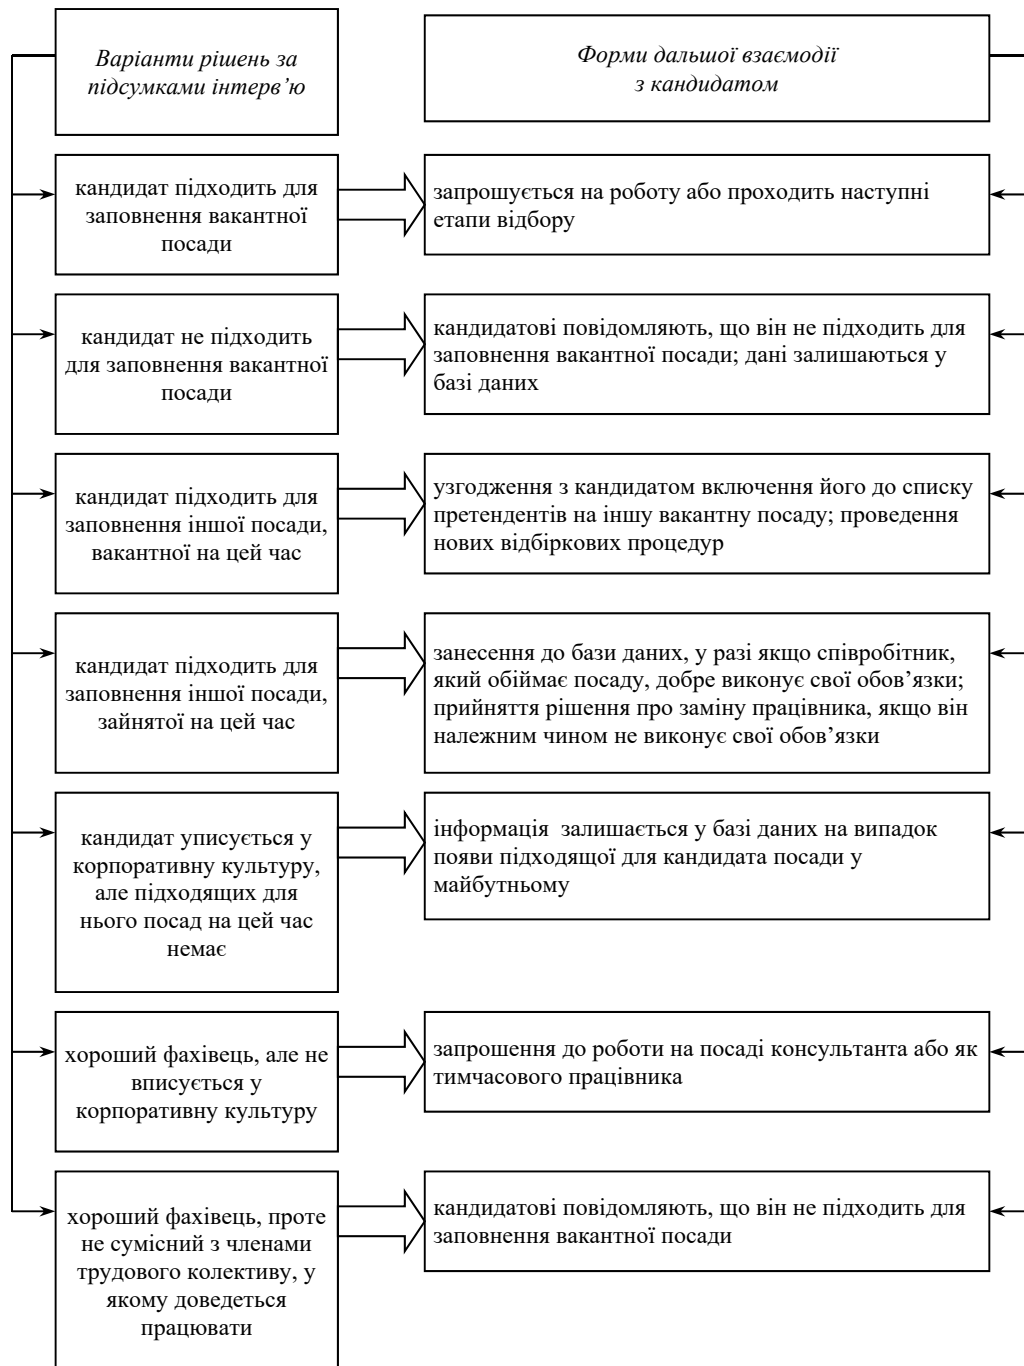 Варіанти рішень за
підсумками інтерв’ю
Форми дальшої взаємодії
з кандидатом
кандидат підходить для
заповнення вакантної
посади
запрошується на роботу або проходить наступні
етапи відбору
кандидат не підходить
для заповнення вакантної
посади
кандидатові повідомляють, що він не підходить для
заповнення вакантної посади; дані залишаються у
базі даних
кандидат підходить для
заповнення іншої посади,
вакантної на цей час
узгодження з кандидатом включення його до списку
претендентів на іншу вакантну посаду; проведення
нових відбіркових процедур
кандидат підходить для
заповнення іншої посади,
зайнятої на цей час
занесення до бази даних, у разі якщо співробітник,
який обіймає посаду, добре виконує свої обов’язки;
прийняття рішення про заміну працівника, якщо він
належним чином не виконує свої обов’язки
кандидат уписується у
корпоративну культуру,
але підходящих для
нього посад на цей час
немає
інформація залишається у базі даних на випадок
появи підходящої для кандидата посади у
майбутньому
хороший фахівець, але не
вписується у
корпоративну культуру
запрошення до роботи на посаді консультанта або як
тимчасового працівника
хороший фахівець, проте
не сумісний з членами
трудового колективу, у
якому доведеться
працювати
кандидатові повідомляють, що він не підходить для
заповнення вакантної посади